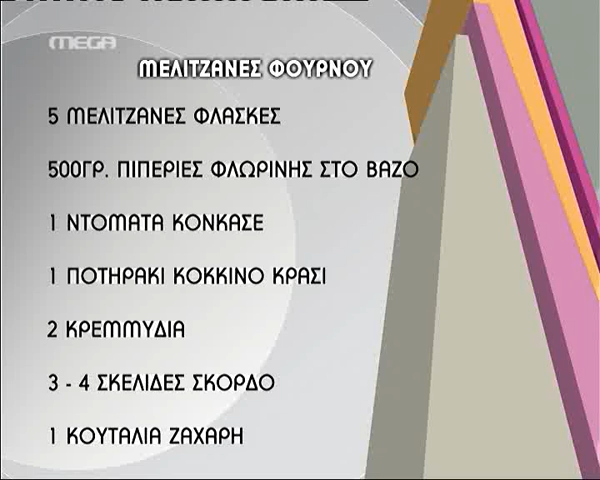 MEGA
ΜΕΛΙΤΖΑΝΕΣ ΦΟΥΡΝΟΥ
5 ΜΕΛΙΤΖΑΝΕΣ ΦΛΑΣΚΕΣ
500ΓΡ. ΠΙΠΕΡΙΕΣ ΦΛΩΡΙΝΗΣ ΣΤΟ ΒΑΖΟ
1 ΝΤΟΜΑΤΑ ΚΟΝΚΑΣΕ
1 ΠΟΤΗΡΑΚΙ ΚΟΚΚΙΝΟ ΚΡΑΣΙ
2 ΚΡΕΜΜΥΔΙΑ
3 - 4 ΣΚΕΛΙΔΕΣ ΣΚΟΡΔΟ
1 ΚΟΥΤΑΛΙΑ ΖΑΧΑΡΗ